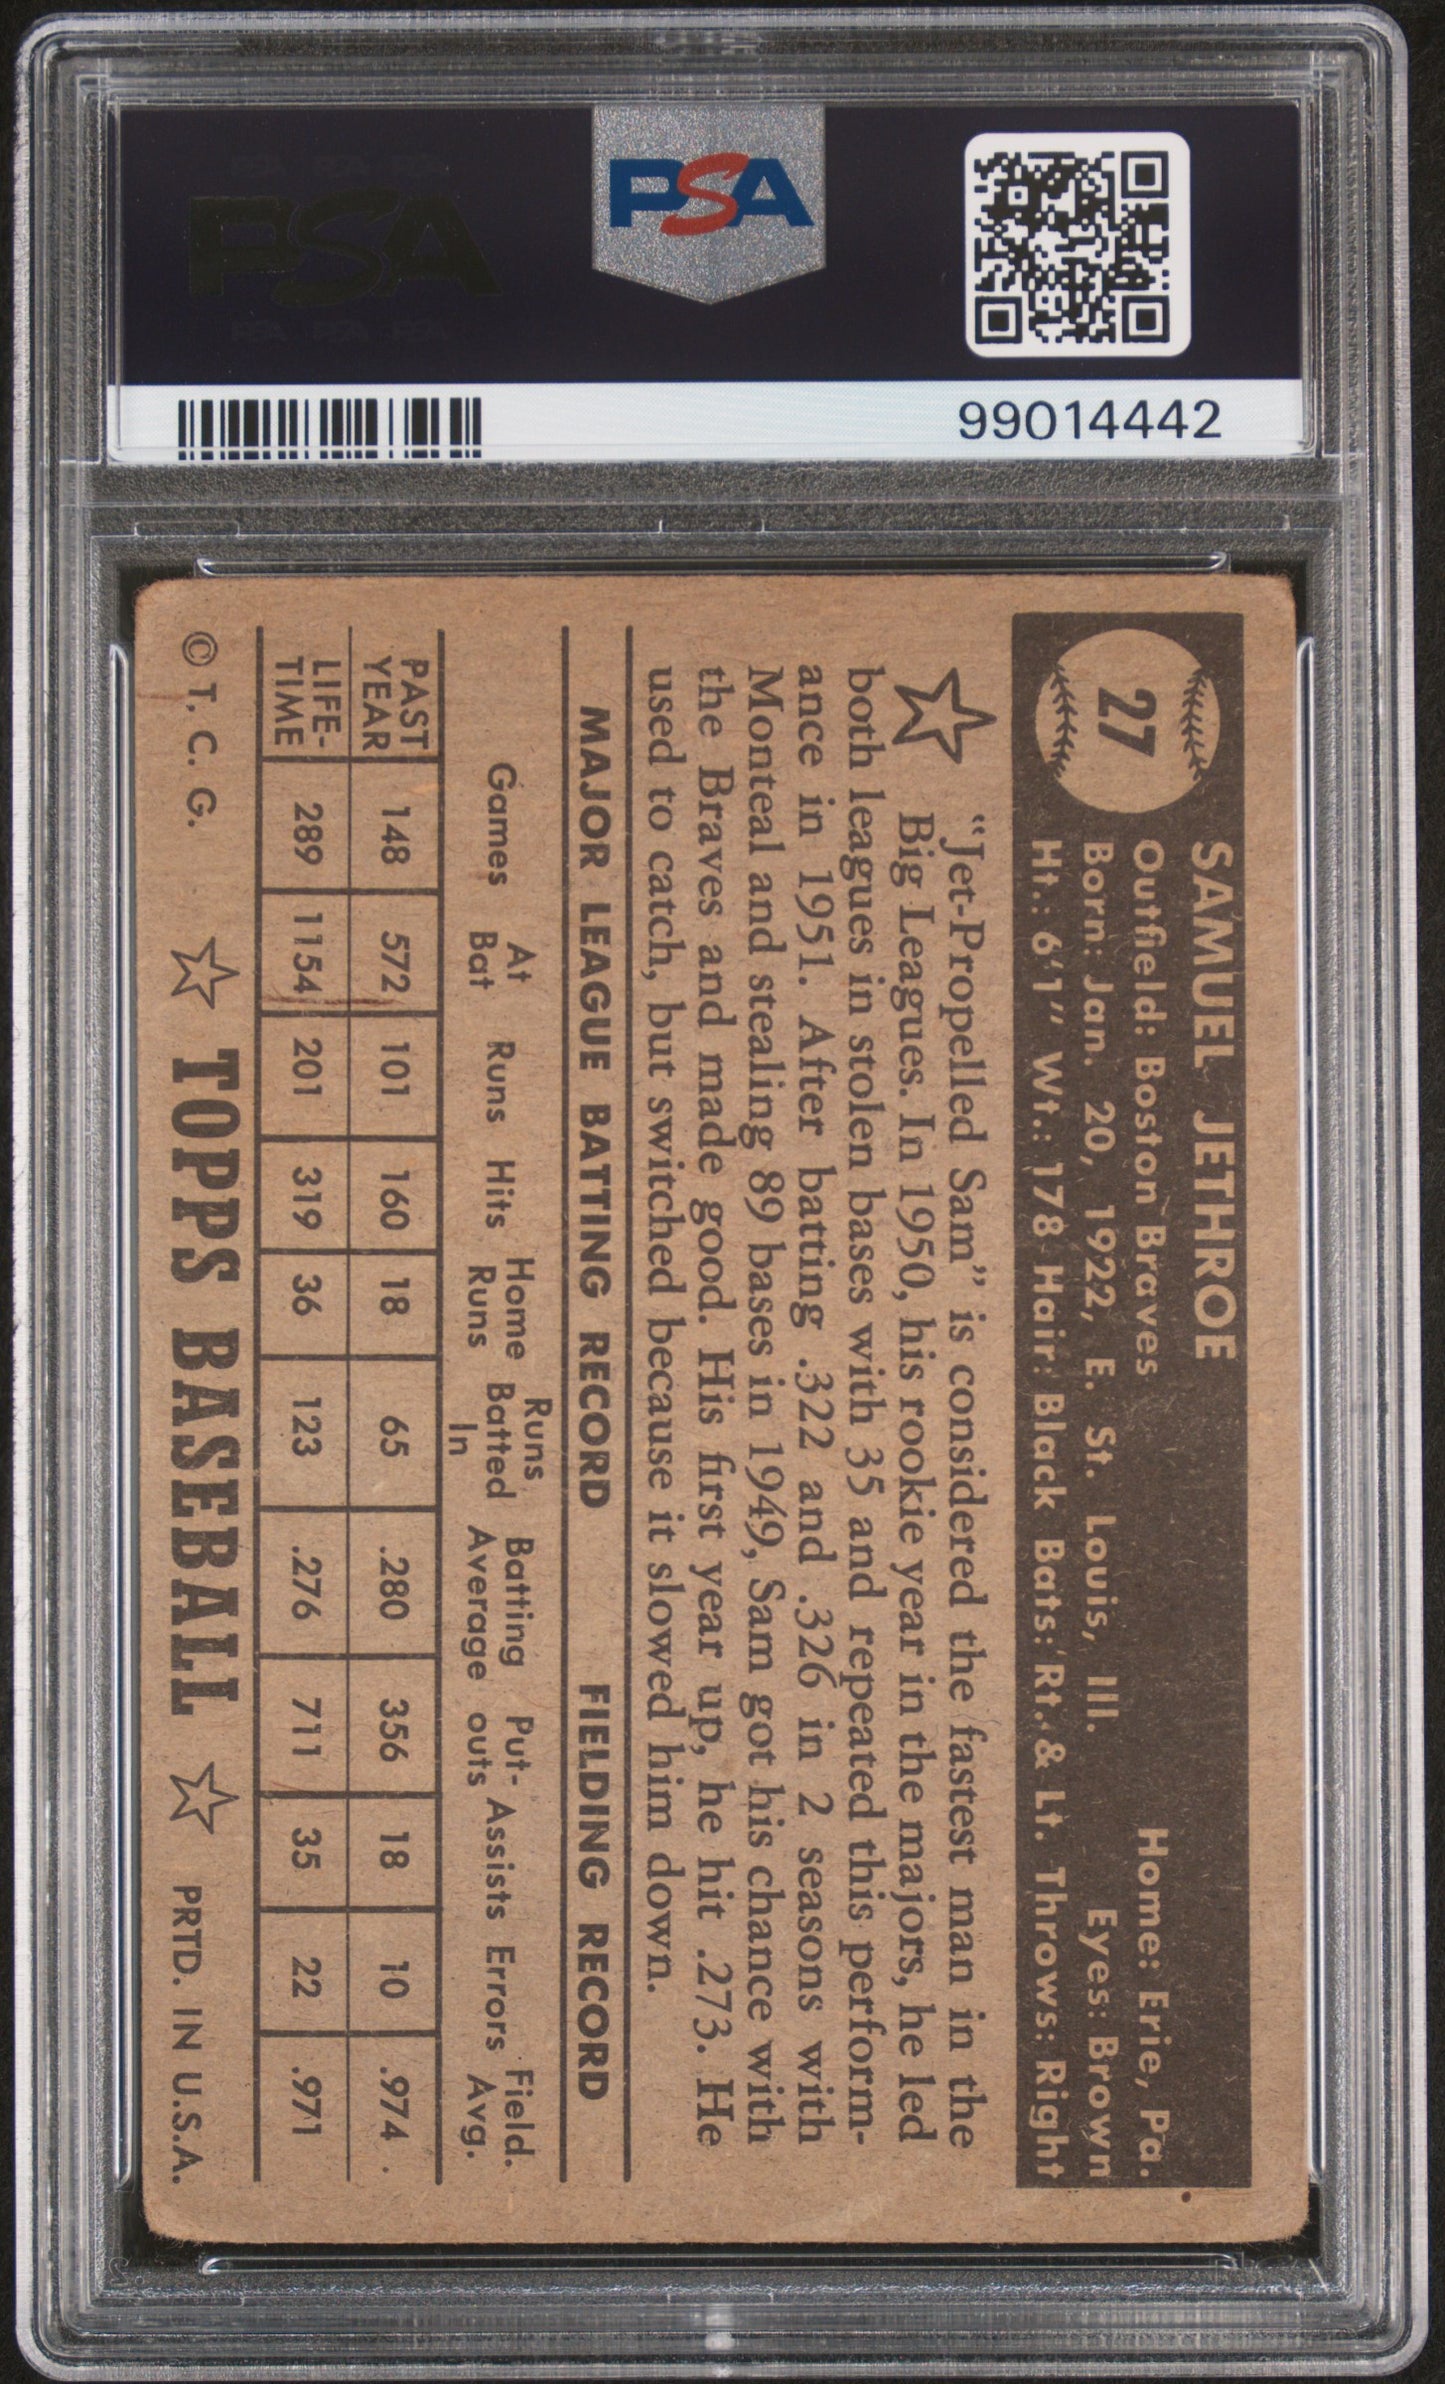 PSA
PSA
99014442
27
SAMUEL JETHROE
Outfield: Boston Braves Home: Erie, Pa.
Born: Jan. 20, 1922, E. St. Louis, Ill. Eyes: Brown
Ht.: 6'1" Wt.: 178 Hair: Black Bats: Rt. & Lt. Throws: Right
"Jet-Propelled Sam" is considered the fastest man in the
Big Leagues. In 1950, his rookie year in the majors, he led
both leagues in stolen bases with 35 and repeated this perform-
ance in 1951. After batting .322 and .326 in 2 seasons with
Monteal and stealing 89 bases in 1949, Sam got his chance with
the Braves and made good. His first year up, he hit .273. He
used to catch, but switched because it slowed him down.
MAJOR LEAGUE BATTING RECORD FIELDING RECORD
Games At Bat Runs Hits Home Runs Runs Batted In Batting Average Put-outs Assists Errors Field. Avg.
PAST YEAR 148 572 101 160 18 65 .280 356 18 10 .974
LIFE-TIME 289 1154 201 319 36 123 .276 711 35 22 .971
© T. C. G. ☆ TOPPS BASEBALL ☆ PRTD. IN U.S.A.